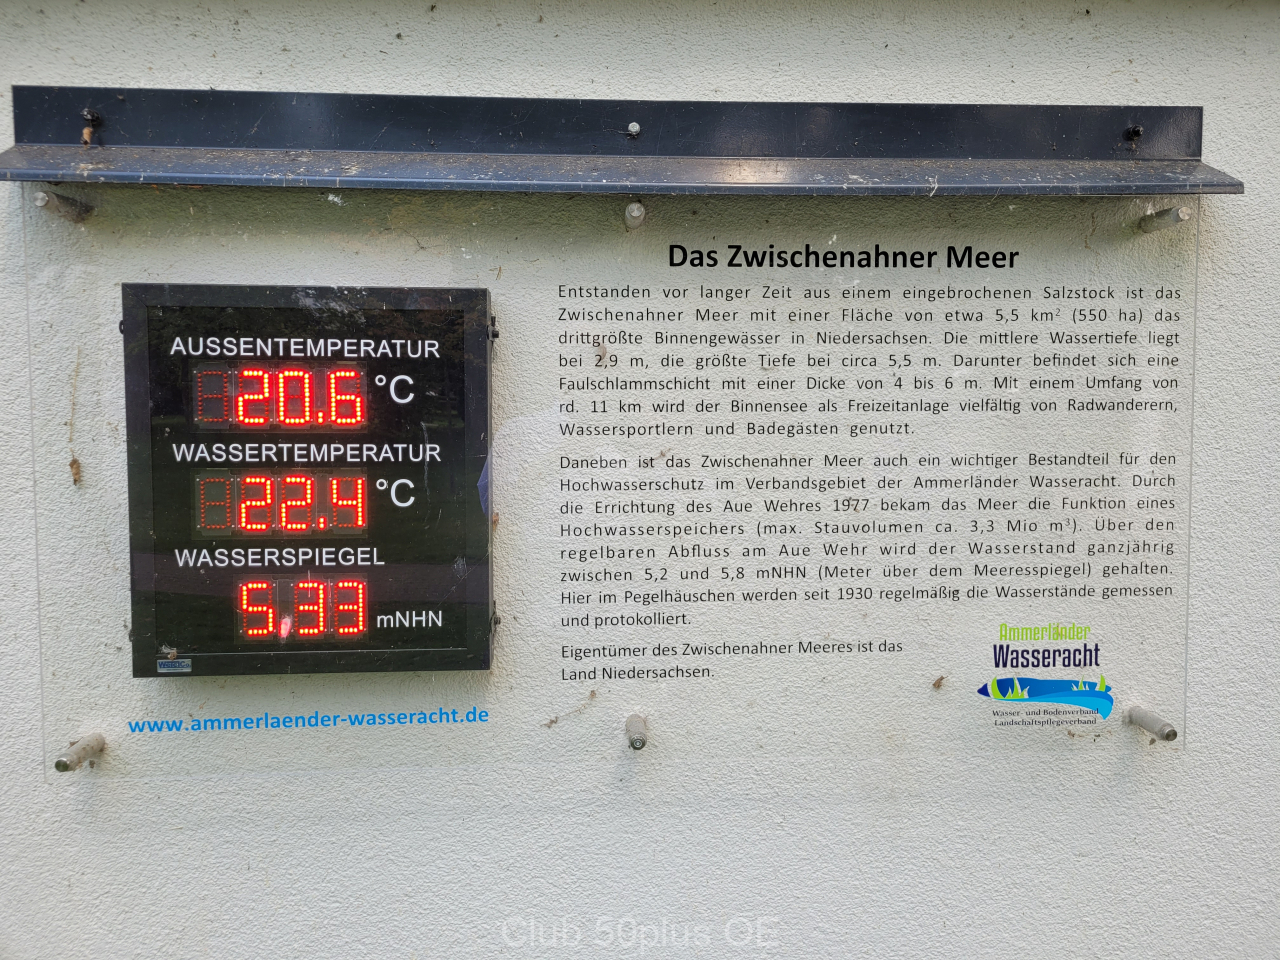 Das Zwischenahner Meer
AUSSENTEMPERATUR
20.6 °C
WASSERTEMPERATUR
22.4 °C
WASSERSPIEGEL
5.33 mNHN
www.ammerlaender-wasseracht.de
Entstanden vor langer Zeit aus einem eingebrochenen Salzstock ist das
Zwischenahner Meer mit einer Fläche von etwa 5,5 km² (550 ha) das
drittgrößte Binnengewässer in Niedersachsen. Die mittlere Wassertiefe liegt
bei 2,9 m, die größte Tiefe bei circa 5,5 m. Darunter befindet sich eine
Faulschlammschicht mit einer Dicke von 4 bis 6 m. Mit einem Umfang von
rd. 11 km wird der Binnensee als Freizeitanlage vielfältig von Radwanderern,
Wassersportlern und Badegästen genutzt.
Daneben ist das Zwischenahner Meer auch ein wichtiger Bestandteil für den
Hochwasserschutz im Verbandsgebiet der Ammerländer Wasseracht. Durch
die Errichtung des Aue Wehres 1977 bekam das Meer die Funktion eines
Hochwasserspeichers (max. Stauvolumen ca. 3,3 Mio m³). Über den
regelbaren Abfluss am Aue Wehr wird der Wasserstand ganzjährig
zwischen 5,2 und 5,8 mNHN (Meter über dem Meeresspiegel) gehalten.
Hier im Pegelhäuschen werden seit 1930 regelmäßig die Wasserstände gemessen
und protokolliert.
Eigentümer des Zwischenahner Meeres ist das
Land Niedersachsen.
Ammerländer
Wasseracht
Wasser- und Bodenverband
Landschaftspflegeverband
Club 50plus OE